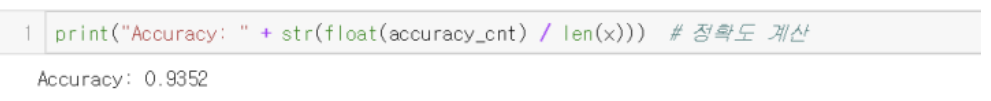 1 print("Accuracy: " + str(float(accuracy_cnt) / len(x))) # 정확도 계산
Accuracy: 0.9352